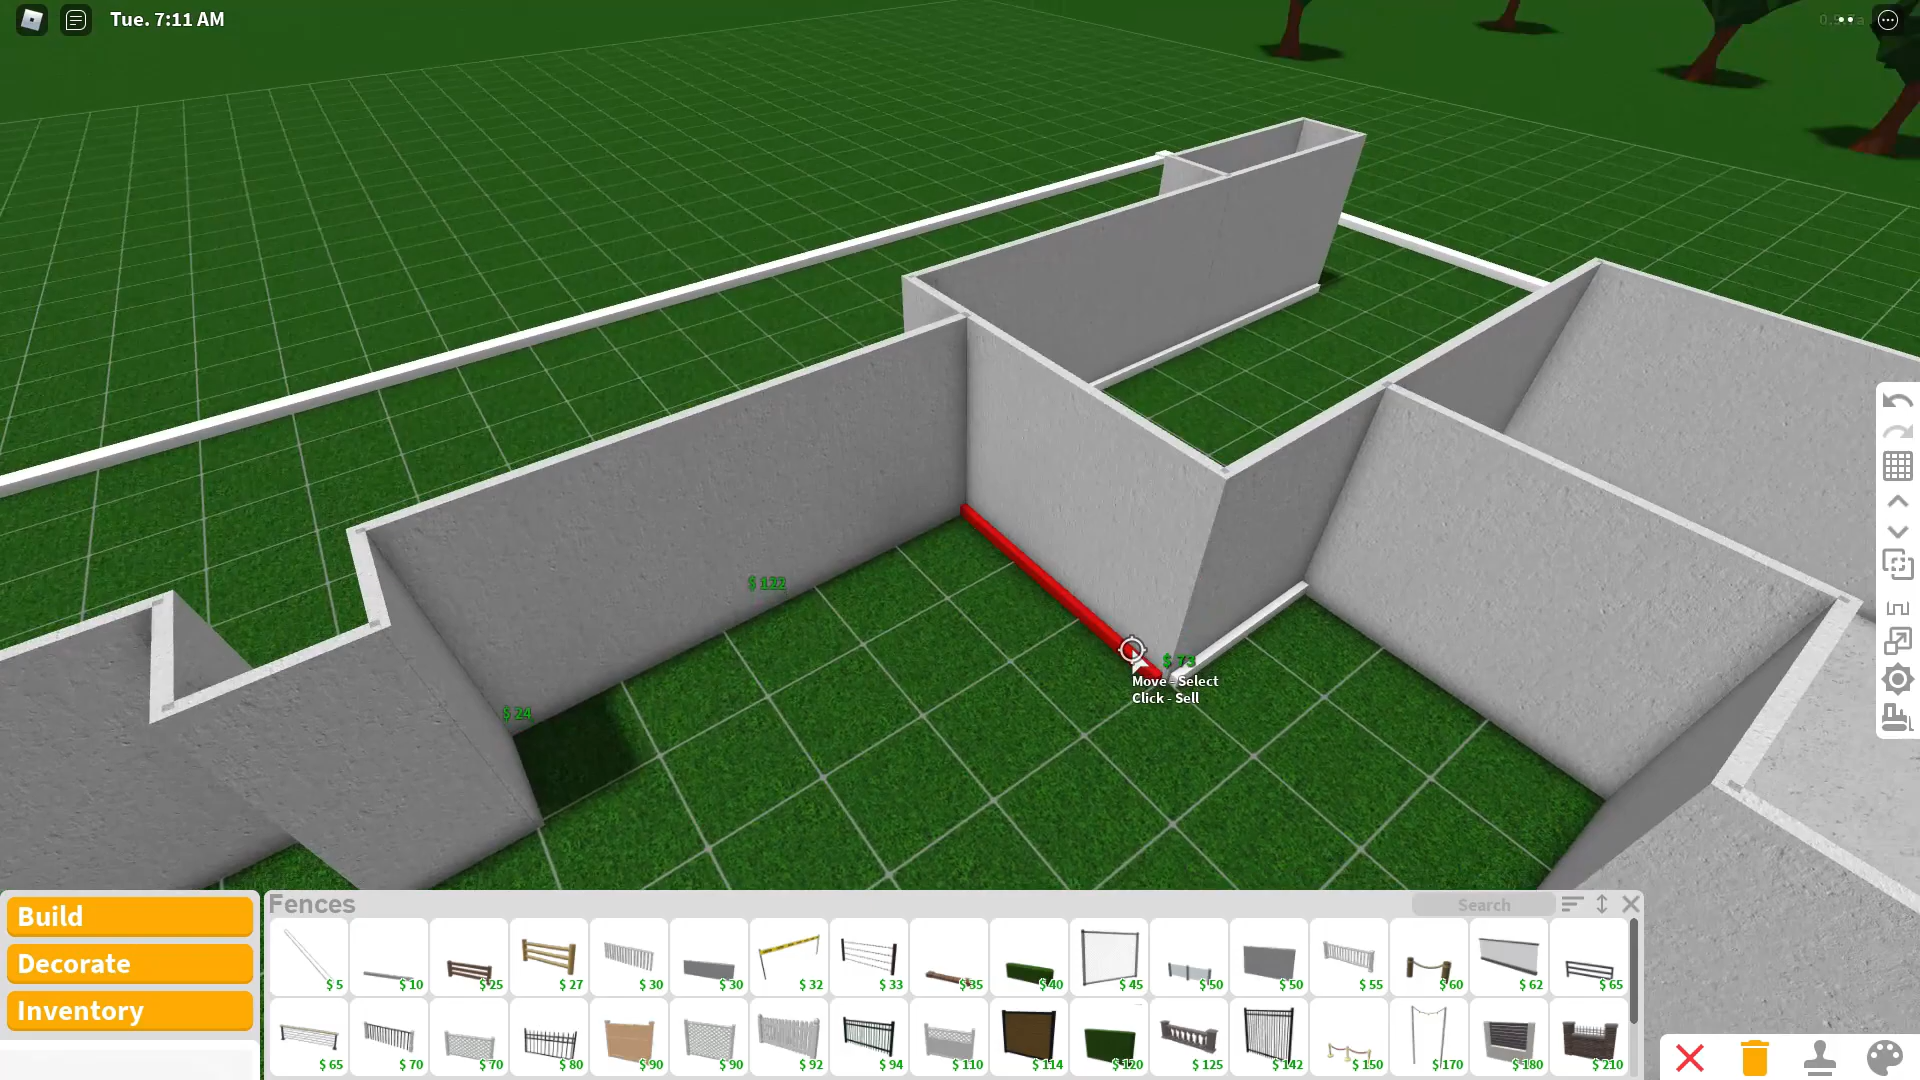 Tue. 7:11 AM
$ 122
$ 73
Move - Select
Click - Sell
$ 24
Build
Decorate
Inventory
Fences
Search
$ 5 $ 10 $ 25 $ 27 $ 30 $ 30 $ 32 $ 33 $ 35 $ 40 $ 45 $ 50 $ 50 $ 55 $ 60 $ 62 $ 65
$ 65 $ 70 $ 70 $ 80 $ 90 $ 90 $ 92 $ 94 $ 110 $ 114 $ 120 $ 125 $ 142 $ 150 $ 170 $ 180 $ 210